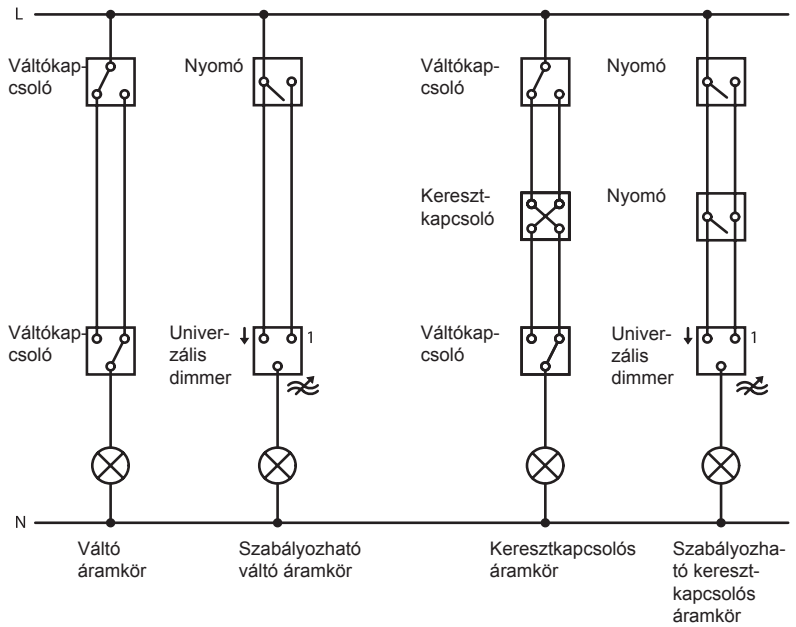 L
Váltókap-
csoló
Nyomó
Váltókap-
csoló
Nyomó
Kereszt-
kapcsoló
Nyomó
Váltókap-
csoló
Univer-
zális
dimmer
1
Váltókap-
csoló
Univer-
zális
dimmer
1
N
Váltó
áramkör
Szabályozható
váltó áramkör
Keresztkapcsolós
áramkör
Szabályozha-
tó kereszt-
kapcsolós
áramkör